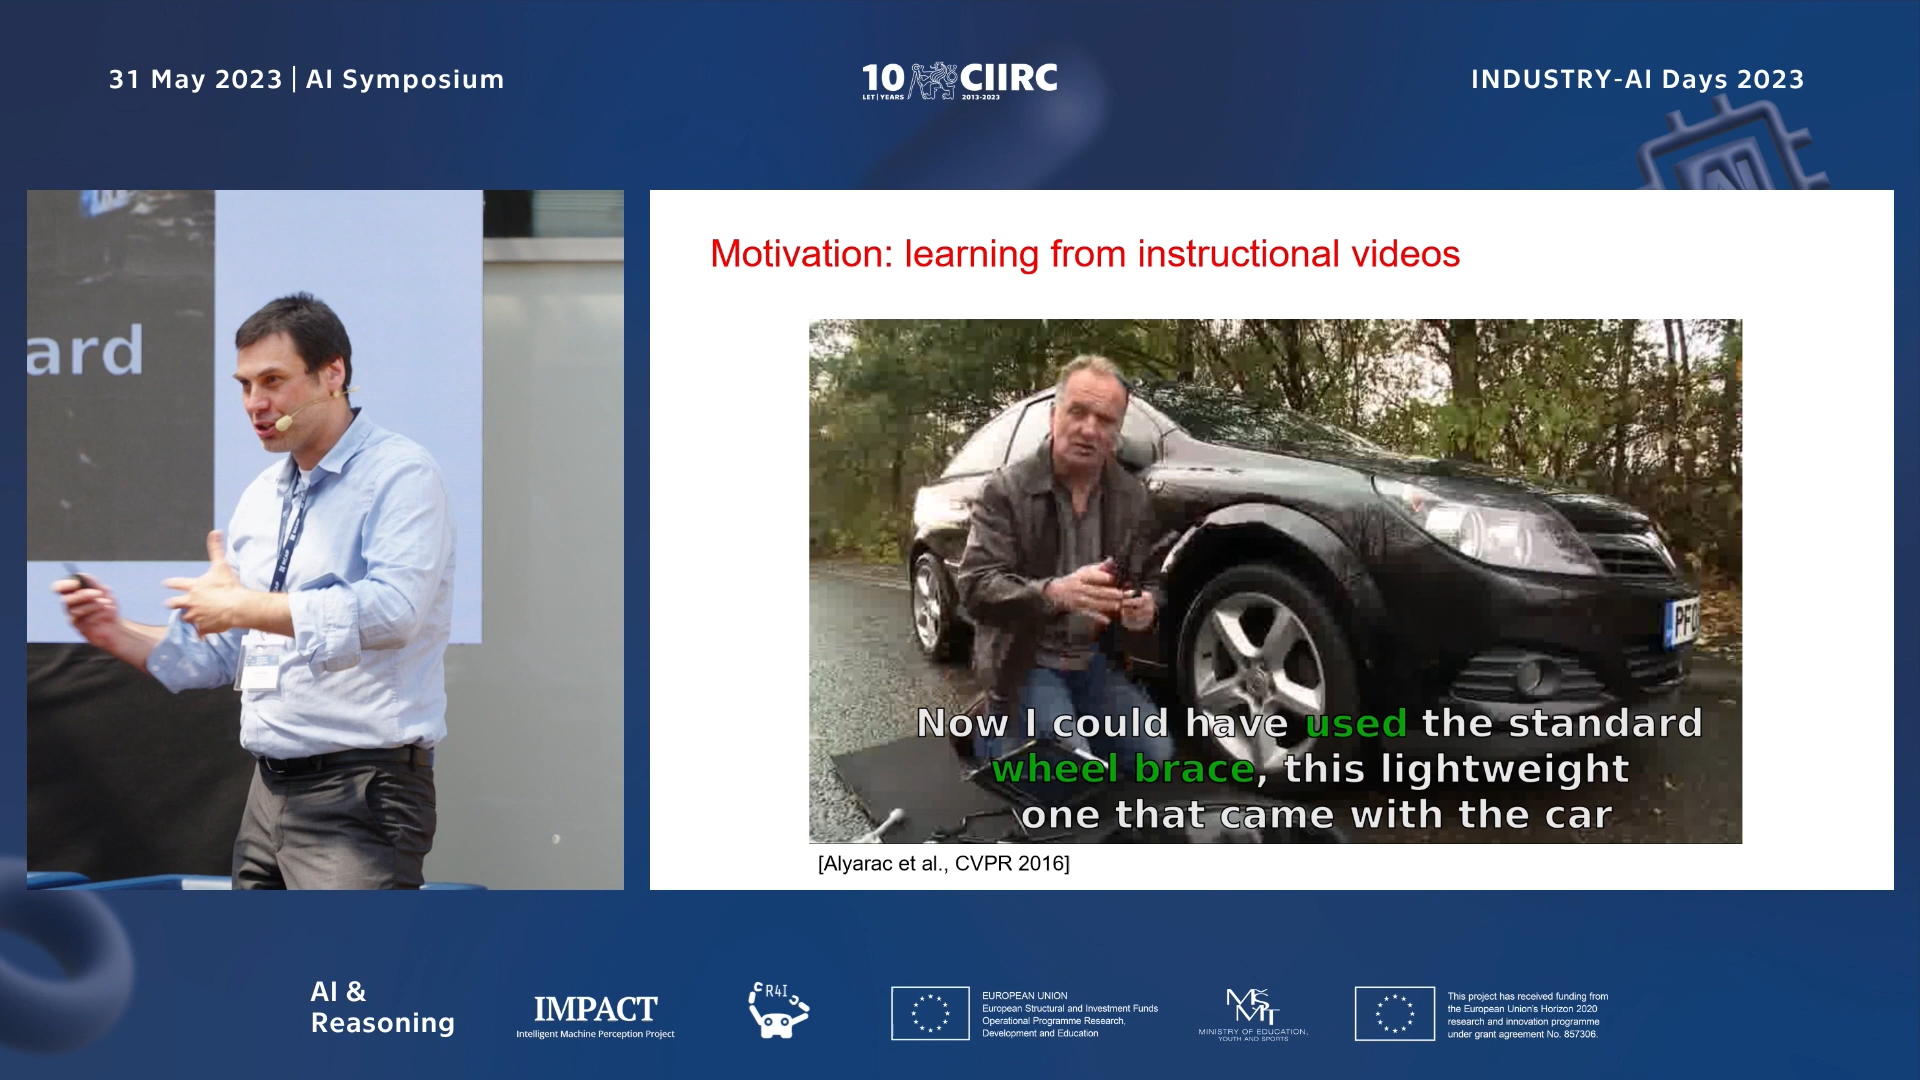 31 May 2023 | AI Symposium
10 CIIRC
LET | YEARS 2013-2023
INDUSTRY-AI Days 2023
AI
ard
Motivation: learning from instructional videos
PF0
Now I could have used the standard
wheel brace, this lightweight
one that came with the car
[Alyarac et al., CVPR 2016]
AI &
Reasoning
IMPACT
Intelligent Machine Perception Project
R4I
EUROPEAN UNION
European Structural and Investment Funds
Operational Programme Research,
Development and Education
MŠMT
MINISTRY OF EDUCATION,
YOUTH AND SPORTS
This project has received funding from
the European Union's Horizon 2020
research and innovation programme
under grant agreement No. 857306.